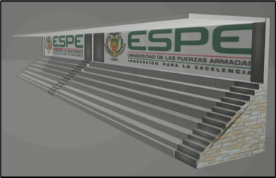 ESPE
ESPE
UNIVERSIDAD DE LAS FUERZAS ARMADAS
INNOVACIÓN PARA LA EXCELENCIA